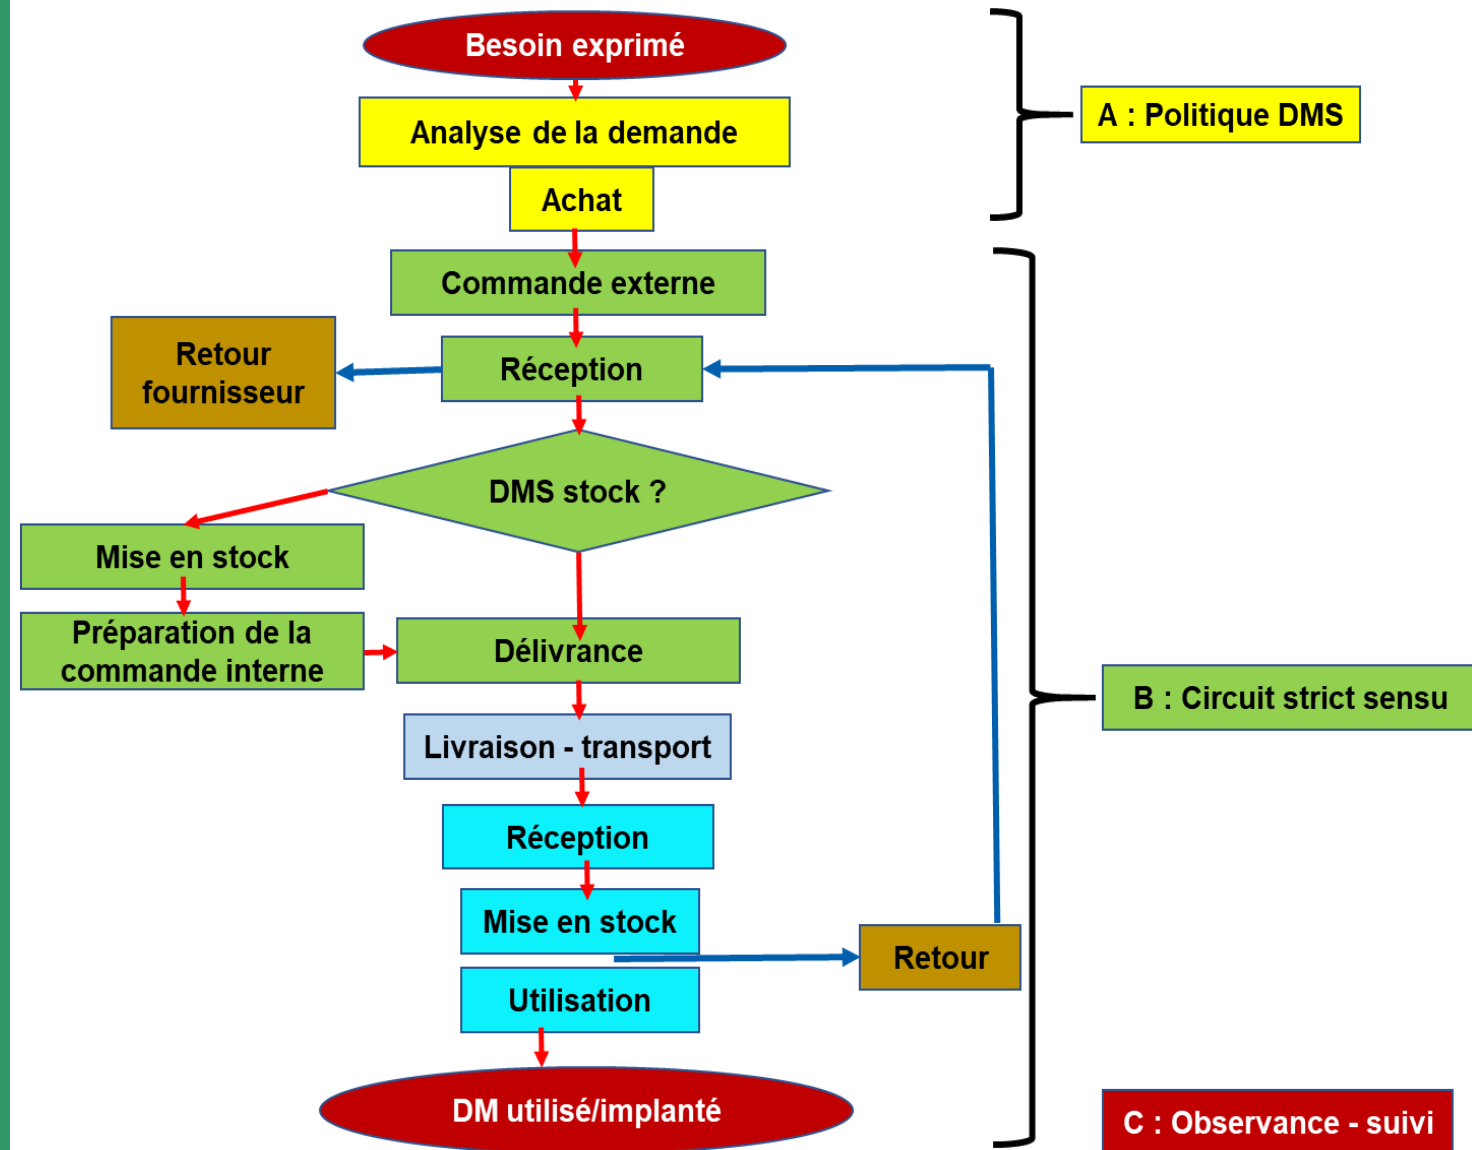 Besoin exprimé
Analyse de la demande
A : Politique DMS
Achat
Commande externe
Retour
fournisseur
Réception
DMS stock ?
Mise en stock
Préparation de la
commande interne
Délivrance
B : Circuit strict sensu
Livraison - transport
Réception
Mise en stock
Retour
Utilisation
DM utilisé/implanté
C : Observance - suivi